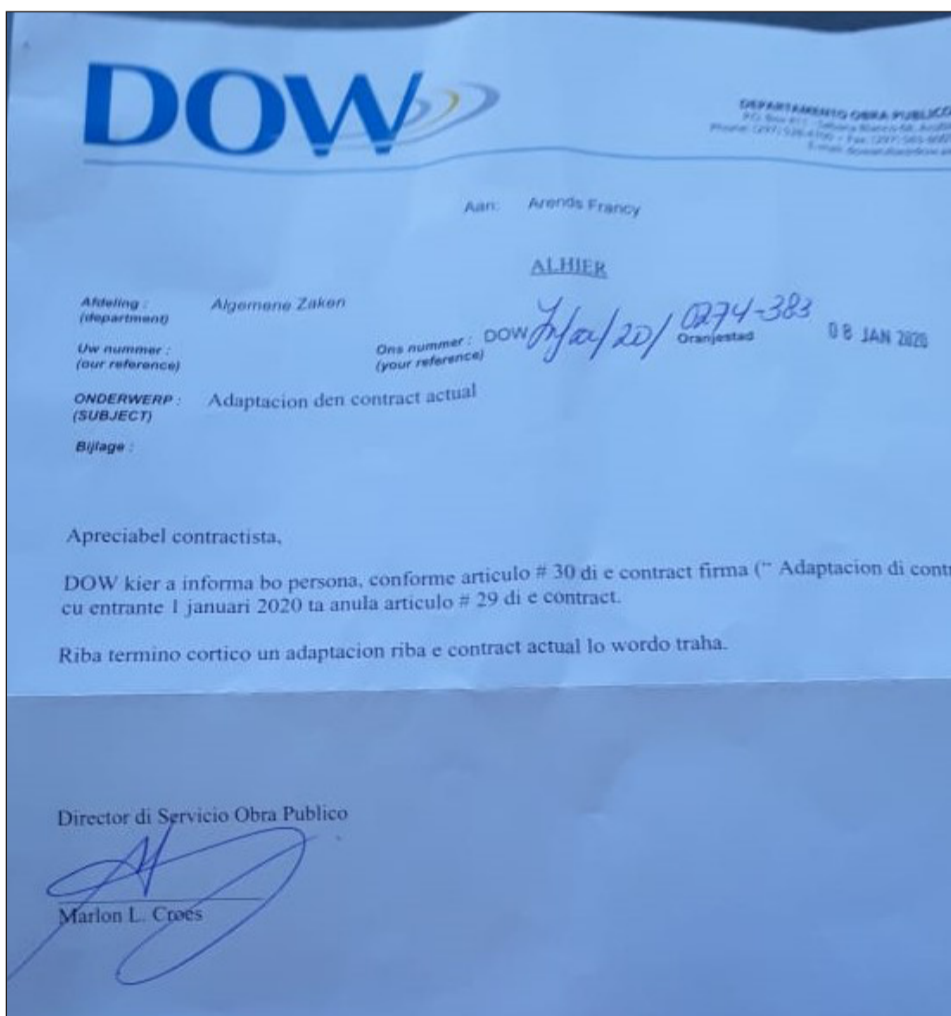 DOW
DEPARTAMENTO OBRA PUBLICO
Aan: Arends Francy
ALHIER
Afdeling : Algemene Zaken
(department)
Uw nummer : Ons nummer : DOW /20/ 0274-383 Oranjestad 08 JAN 2020
(our reference) (your reference)
ONDERWERP : Adaptacion den contract actual
(SUBJECT)
Bijlage :
Apreciabel contractista,
DOW kier a informa bo persona, conforme articulo # 30 di e contract firma (“ Adaptacion di contr
cu entrante 1 januari 2020 ta anula articulo # 29 di e contract.
Riba termino cortico un adaptacion riba e contract actual lo wordo traha.
Director di Servicio Obra Publico
Marlon L. Croes